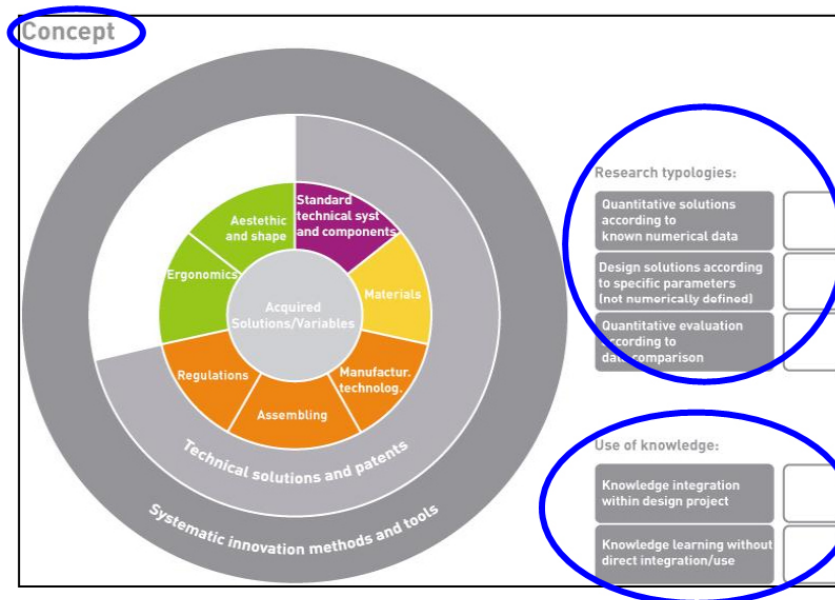 Concept
Research typologies:
Quantitative solutions
according to
known numerical data
Design solutions according
to specific parameters
(not numerically defined)
Quantitative evaluation
according to
data comparison
Use of knowledge:
Knowledge integration
within design project
Knowledge learning without
direct integration/use
Aestethic
and shape
Standard
technical syst
and components
Ergonomics
Materials
Acquired
Solutions/Variables
Regulations
Manufactur.
technolog.
Assembling
Technical solutions and patents
Systematic innovation methods and tools